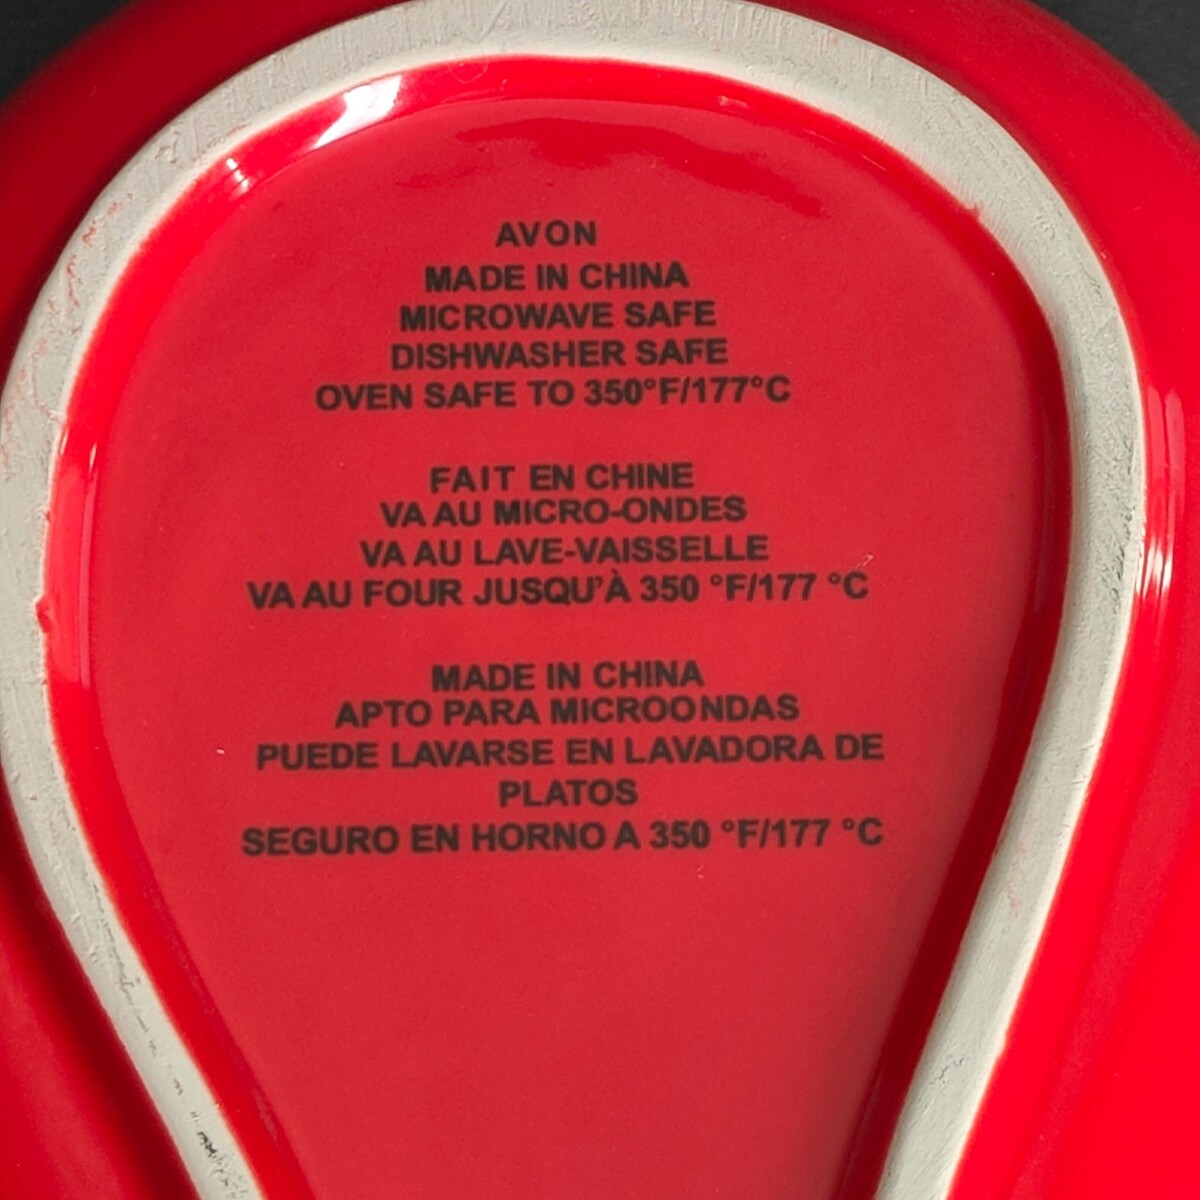 AVON
MADE IN CHINA
MICROWAVE SAFE
DISHWASHER SAFE
OVEN SAFE TO 350°F/177°C
FAIT EN CHINE
VA AU MICRO-ONDES
VA AU LAVE-VAISSELLE
VA AU FOUR JUSQU'À 350 °F/177 °C
MADE IN CHINA
APTO PARA MICROONDAS
PUEDE LAVARSE EN LAVADORA DE
PLATOS
SEGURO EN HORNO A 350 °F/177 °C